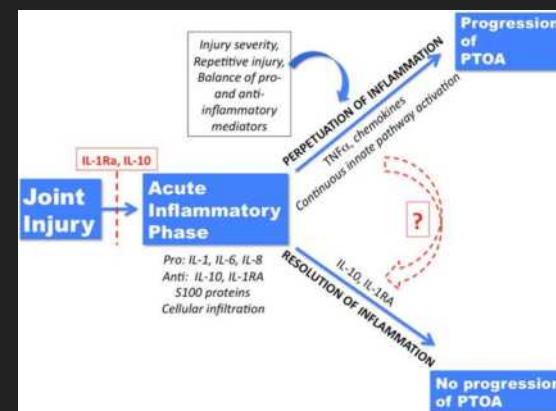 Progression
of
PTOA
Injury severity,
Repetitive injury,
Balance of pro-
and anti-
inflammatory
mediators
PERPETUATION OF INFLAMMATION
TNFα, chemokines
Continuous innate pathway activation
IL-1Ra, IL-10
Joint
Injury
Acute
Inflammatory
Phase
?
Pro: IL-1, IL-6, IL-8
Anti: IL-10, IL-1RA
S100 proteins
Cellular infiltration
IL-10, IL-1RA
RESOLUTION OF INFLAMMATION
No progression
of PTOA